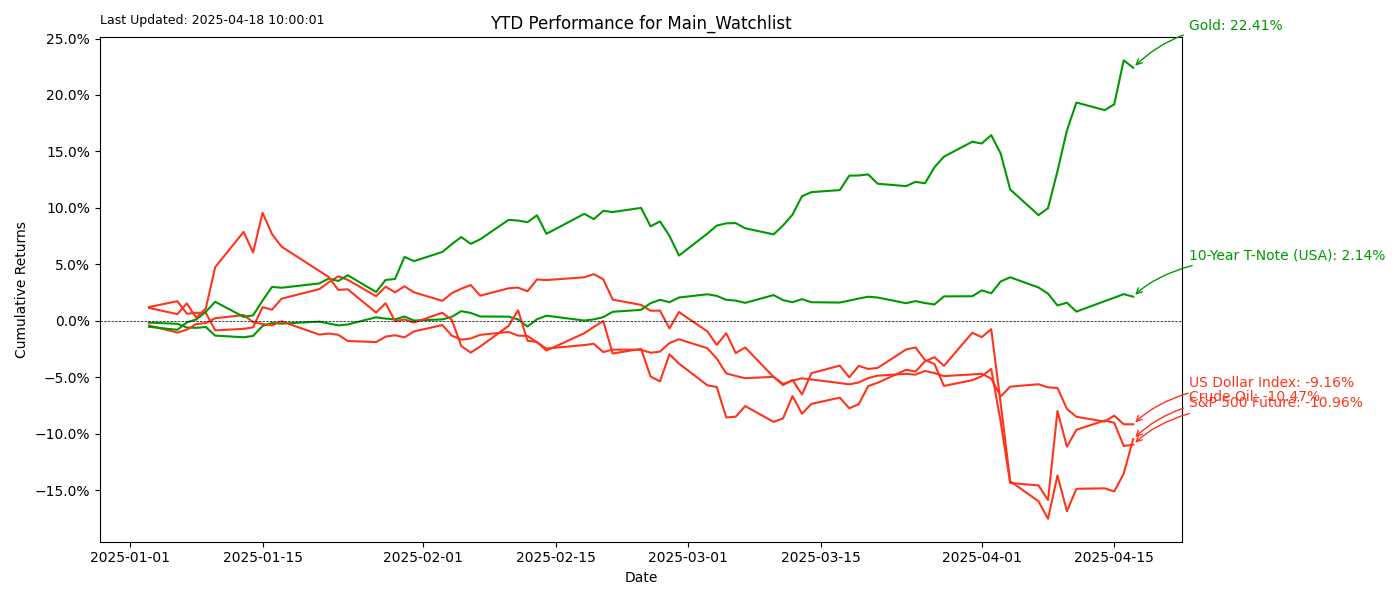 Last Updated: 2025-04-18 10:00:01
YTD Performance for Main_Watchlist
Gold: 22.41%
25.0%
20.0%
15.0%
10.0%
5.0%
0.0%
−5.0%
−10.0%
−15.0%
Cumulative Returns
10-Year T-Note (USA): 2.14%
US Dollar Index: -9.16%
Crude Oil: -10.47%
S&P 500 Future: -10.96%
2025-01-01
2025-01-15
2025-02-01
2025-02-15
2025-03-01
2025-03-15
2025-04-01
2025-04-15
Date